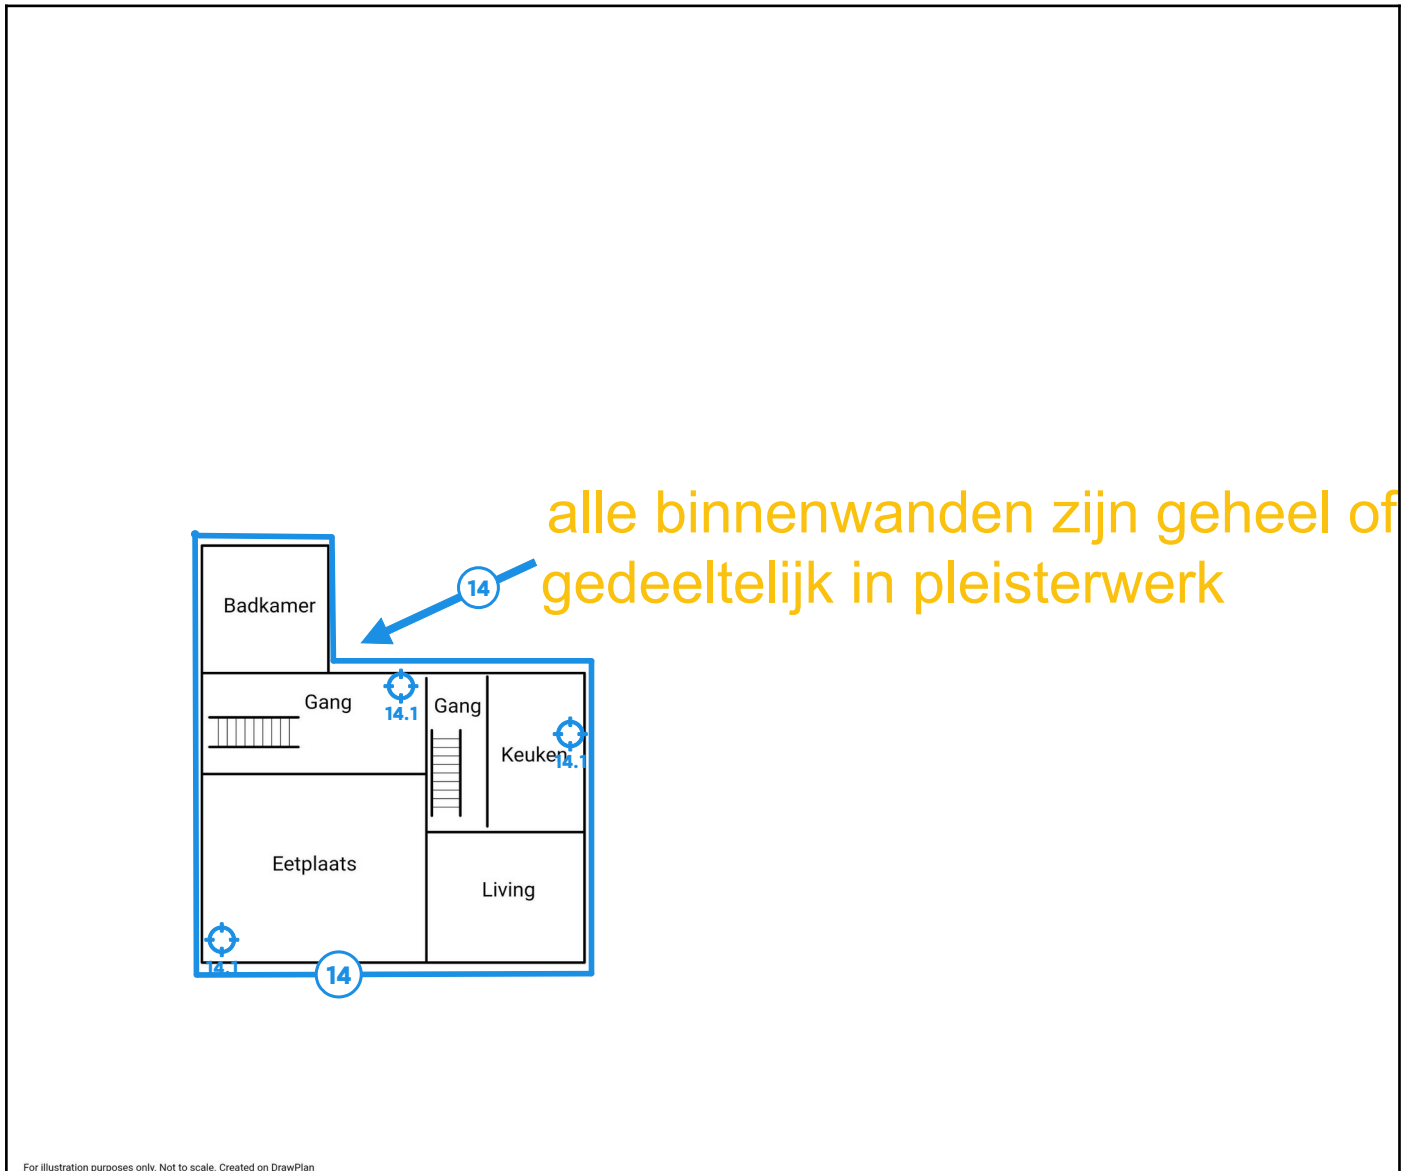 alle binnenwanden zijn geheel of
gedeeltelijk in pleisterwerk
14
Badkamer
Gang
14.1
Gang
Keuken
14.1
Eetplaats
Living
14.1
14
For illustration purposes only. Not to scale. Created on DrawPlan